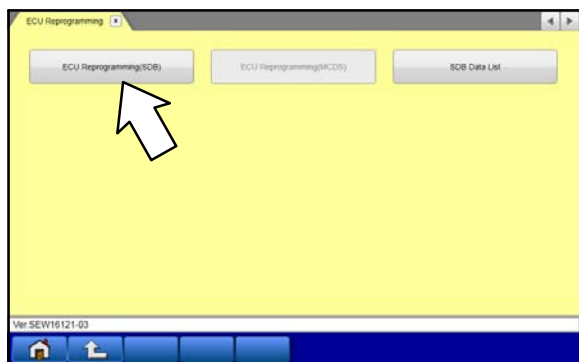 ECU Reprogramming
ECU Reprogramming(SDB) ECU Reprogramming(MCDS) SDB Data List
Ver.SEW16121-03